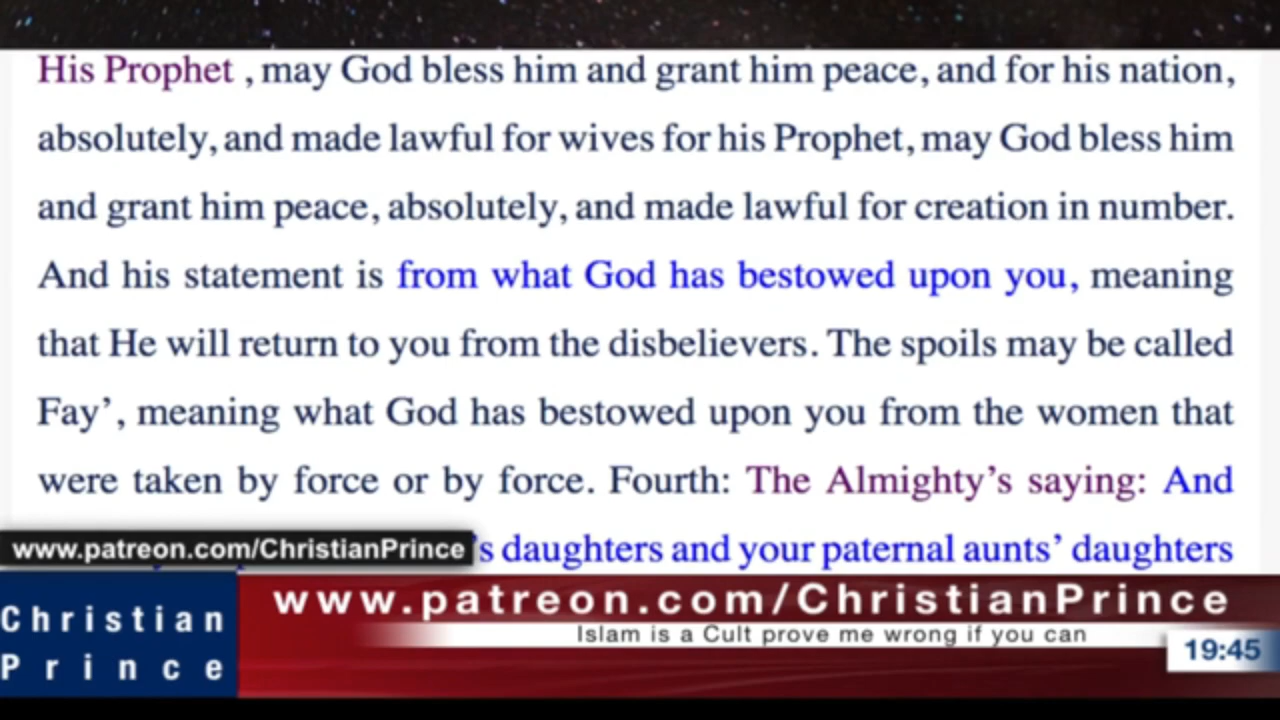 His Prophet , may God bless him and grant him peace, and for his nation,
absolutely, and made lawful for wives for his Prophet, may God bless him
and grant him peace, absolutely, and made lawful for creation in number.
And his statement is from what God has bestowed upon you, meaning
that He will return to you from the disbelievers. The spoils may be called
Fay’, meaning what God has bestowed upon you from the women that
were taken by force or by force. Fourth: The Almighty’s saying: And
’s daughters and your paternal aunts’ daughters
www.patreon.com/ChristianPrince
www.patreon.com/ChristianPrince
Islam is a Cult prove me wrong if you can
Christian
Prince
19:45